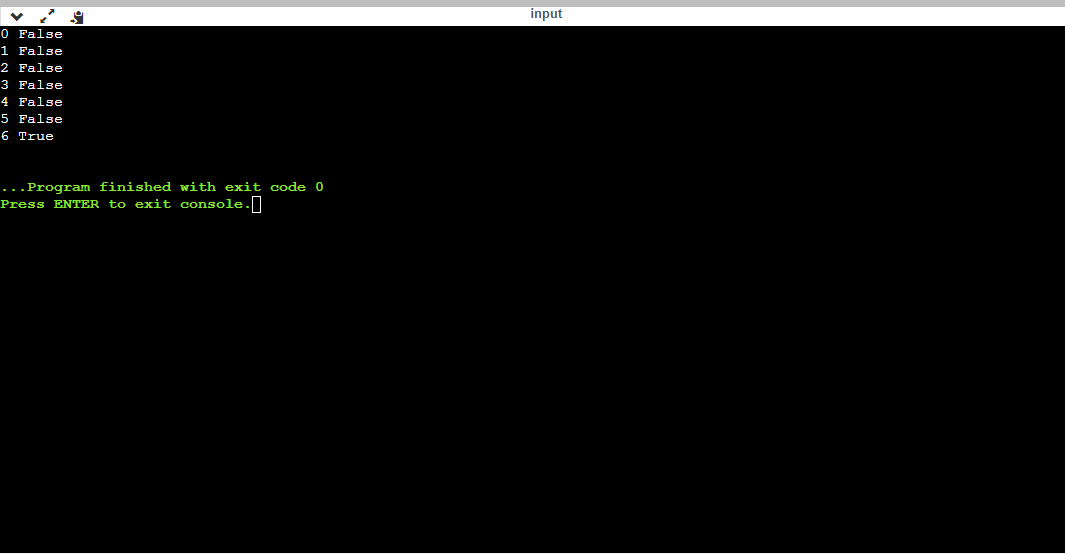 input
0 False
1 False
2 False
3 False
4 False
5 False
6 True
...Program finished with exit code 0
Press ENTER to exit console.